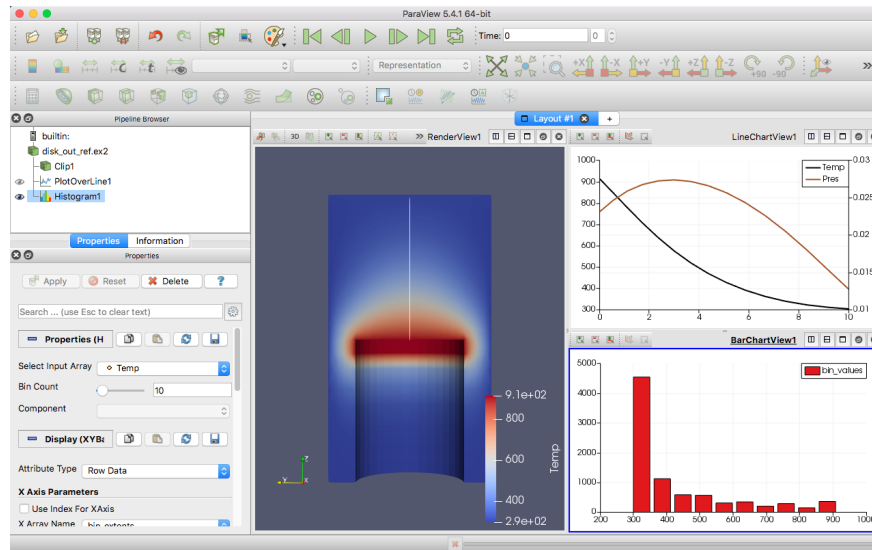 ParaView 5.4.1 64-bit
Time: 0
0
Representation
+X
-X
+Y
-Y
+Z
-Z
+90
-90
»
Pipeline Browser
Layout #1
+
builtin:
disk_out_ref.ex2
Clip1
PlotOverLine1
Histogram1
3D
» RenderView1
LineChartView1
Properties
Information
Properties
Apply
Reset
Delete
?
Search ... (use Esc to clear text)
Properties (H
Select Input Array
Temp
Bin Count
10
Component
Display (XYBa
Attribute Type
Row Data
X Axis Parameters
Use Index For XAxis
X Array Name
bin_extents
Z
Y
X
9.1e+02
800
600
400
2.9e+02
Temp
1000
900
800
700
600
500
400
300
0
2
4
6
8
10
0.03
0.025
0.02
0.015
0.01
Temp
Pres
BarChartView1
5000
4000
3000
2000
1000
0
200
300
400
500
600
700
800
900
1000
bin_values